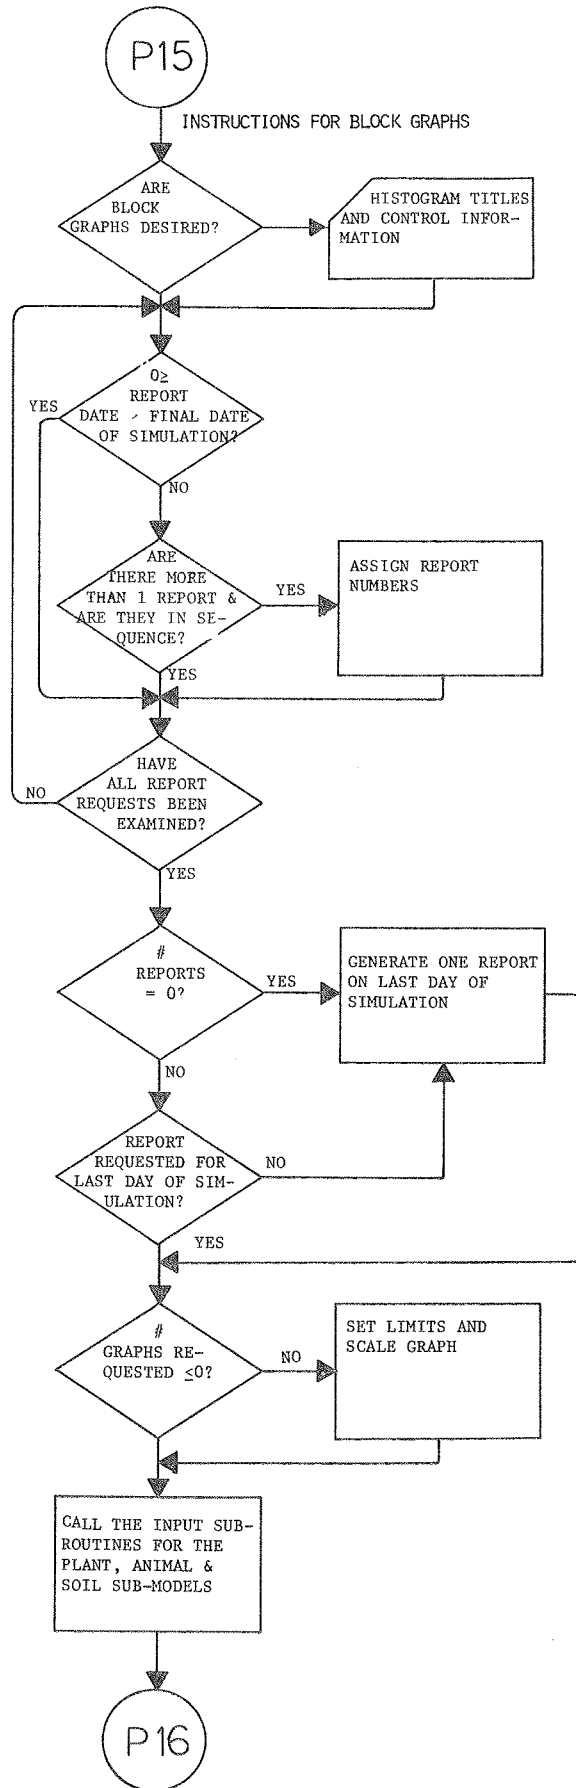 P15
INSTRUCTIONS FOR BLOCK GRAPHS
ARE
BLOCK
GRAPHS DESIRED?
HISTOGRAM TITLES
AND CONTROL INFOR-
MATION
0≥
REPORT
DATE - FINAL DATE
OF SIMULATION?
YES
NO
ARE
THERE MORE
THAN 1 REPORT &
ARE THEY IN SE-
QUENCE?
YES
ASSIGN REPORT
NUMBERS
YES
HAVE
ALL REPORT
REQUESTS BEEN
EXAMINED?
NO
YES
#
REPORTS
= 0?
YES
GENERATE ONE REPORT
ON LAST DAY OF
SIMULATION
NO
REPORT
REQUESTED FOR
LAST DAY OF SIM-
ULATION?
NO
YES
#
GRAPHS RE-
QUESTED ≤0?
NO
SET LIMITS AND
SCALE GRAPH
CALL THE INPUT SUB-
ROUTINES FOR THE
PLANT, ANIMAL &
SOIL SUB-MODELS
P16